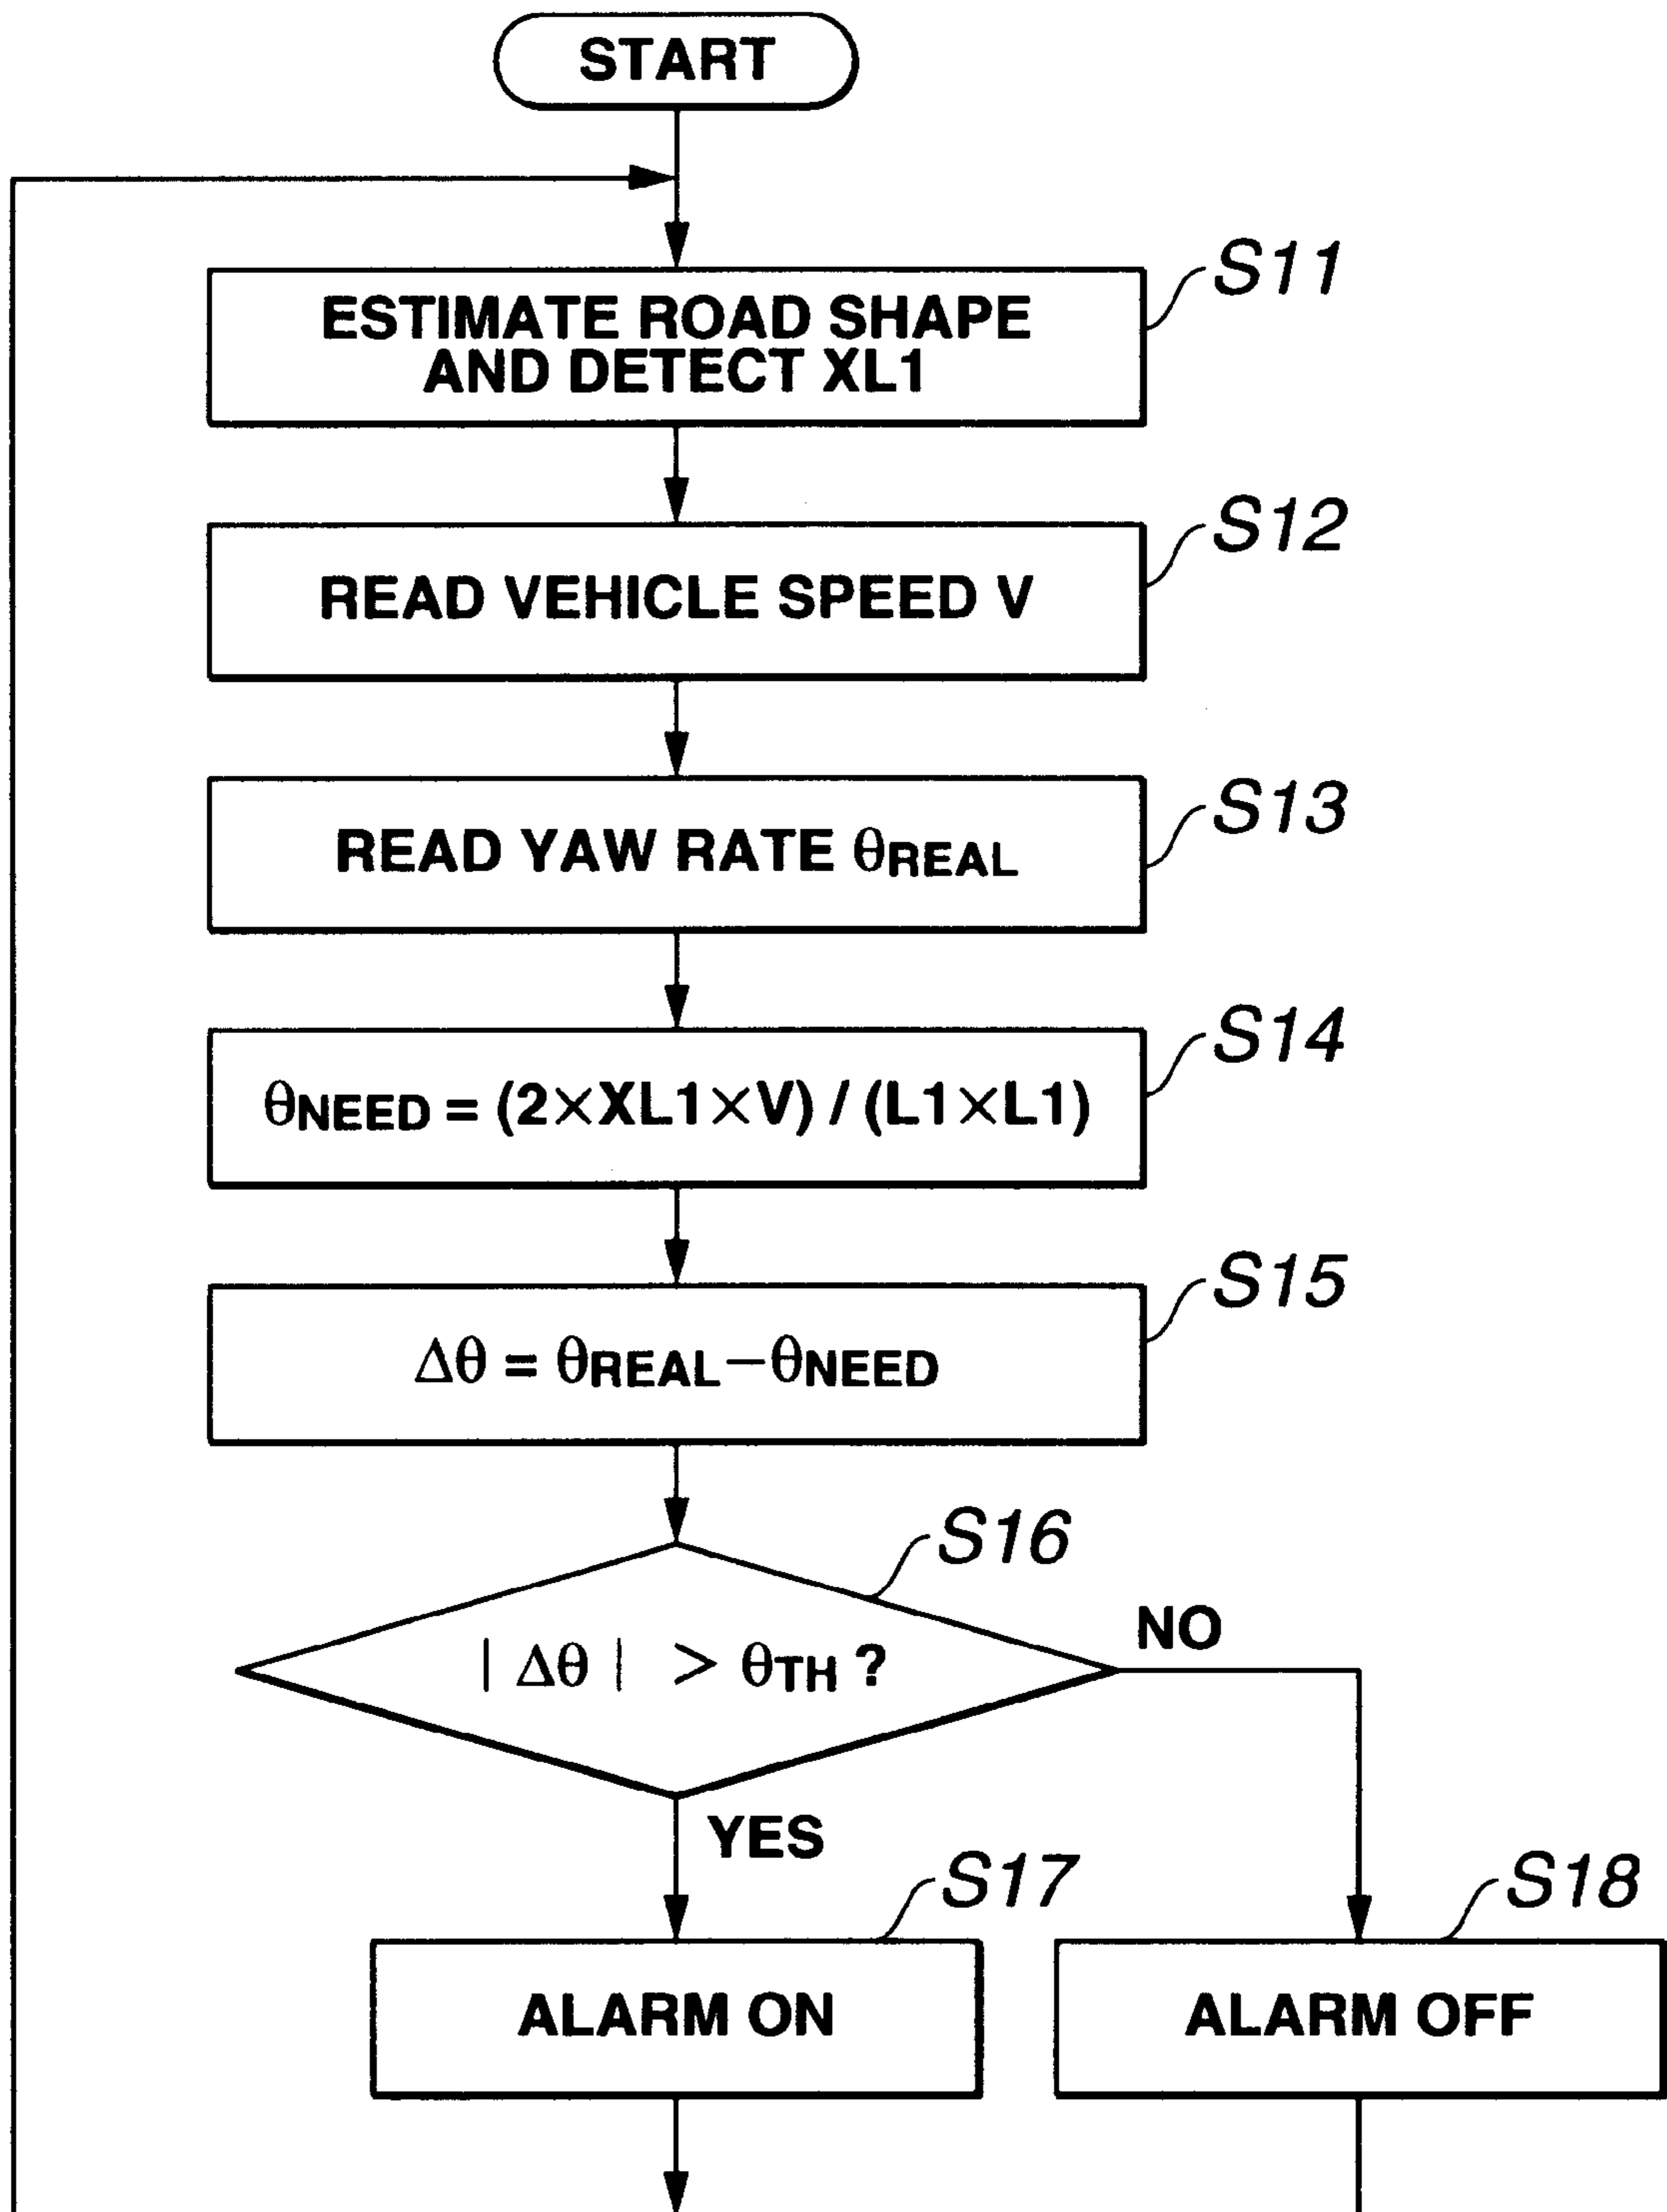 START
S11
ESTIMATE ROAD SHAPE
AND DETECT XL1
S12
READ VEHICLE SPEED V
S13
READ YAW RATE θREAL
S14
θNEED = (2×XL1×V) / (L1×L1)
S15
Δθ = θREAL−θNEED
S16
| Δθ | > θTH ?
NO
YES
S17
S18
ALARM ON
ALARM OFF